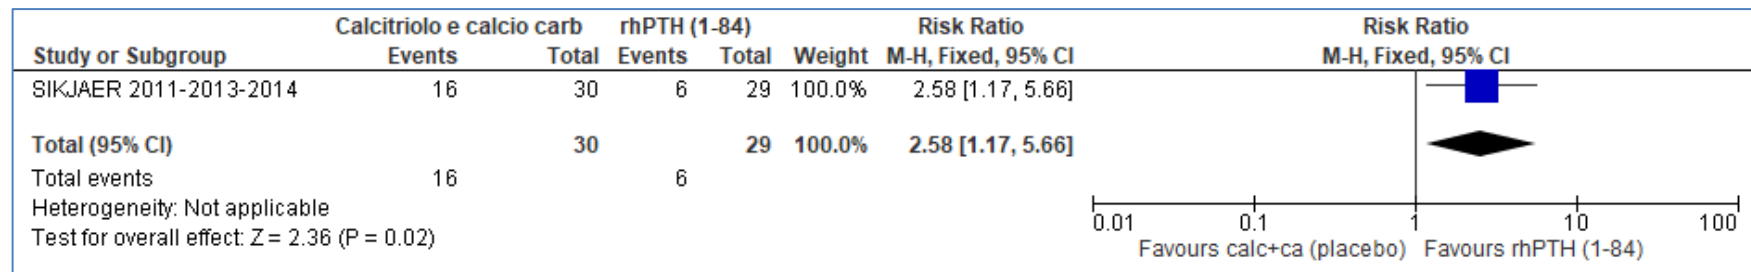 Calcitriolo e calcio carb rhPTH (1-84) Risk Ratio Risk Ratio
Study or Subgroup Events Total Events Total Weight M-H, Fixed, 95% CI M-H, Fixed, 95% CI
SIKJAER 2011-2013-2014 16 30 6 29 100.0% 2.58 [1.17, 5.66]
Total (95% CI) 30 29 100.0% 2.58 [1.17, 5.66]
Total events 16 6
Heterogeneity: Not applicable
Test for overall effect: Z = 2.36 (P = 0.02)
0.01 0.1 1 10 100
Favours calc+ca (placebo) Favours rhPTH (1-84)